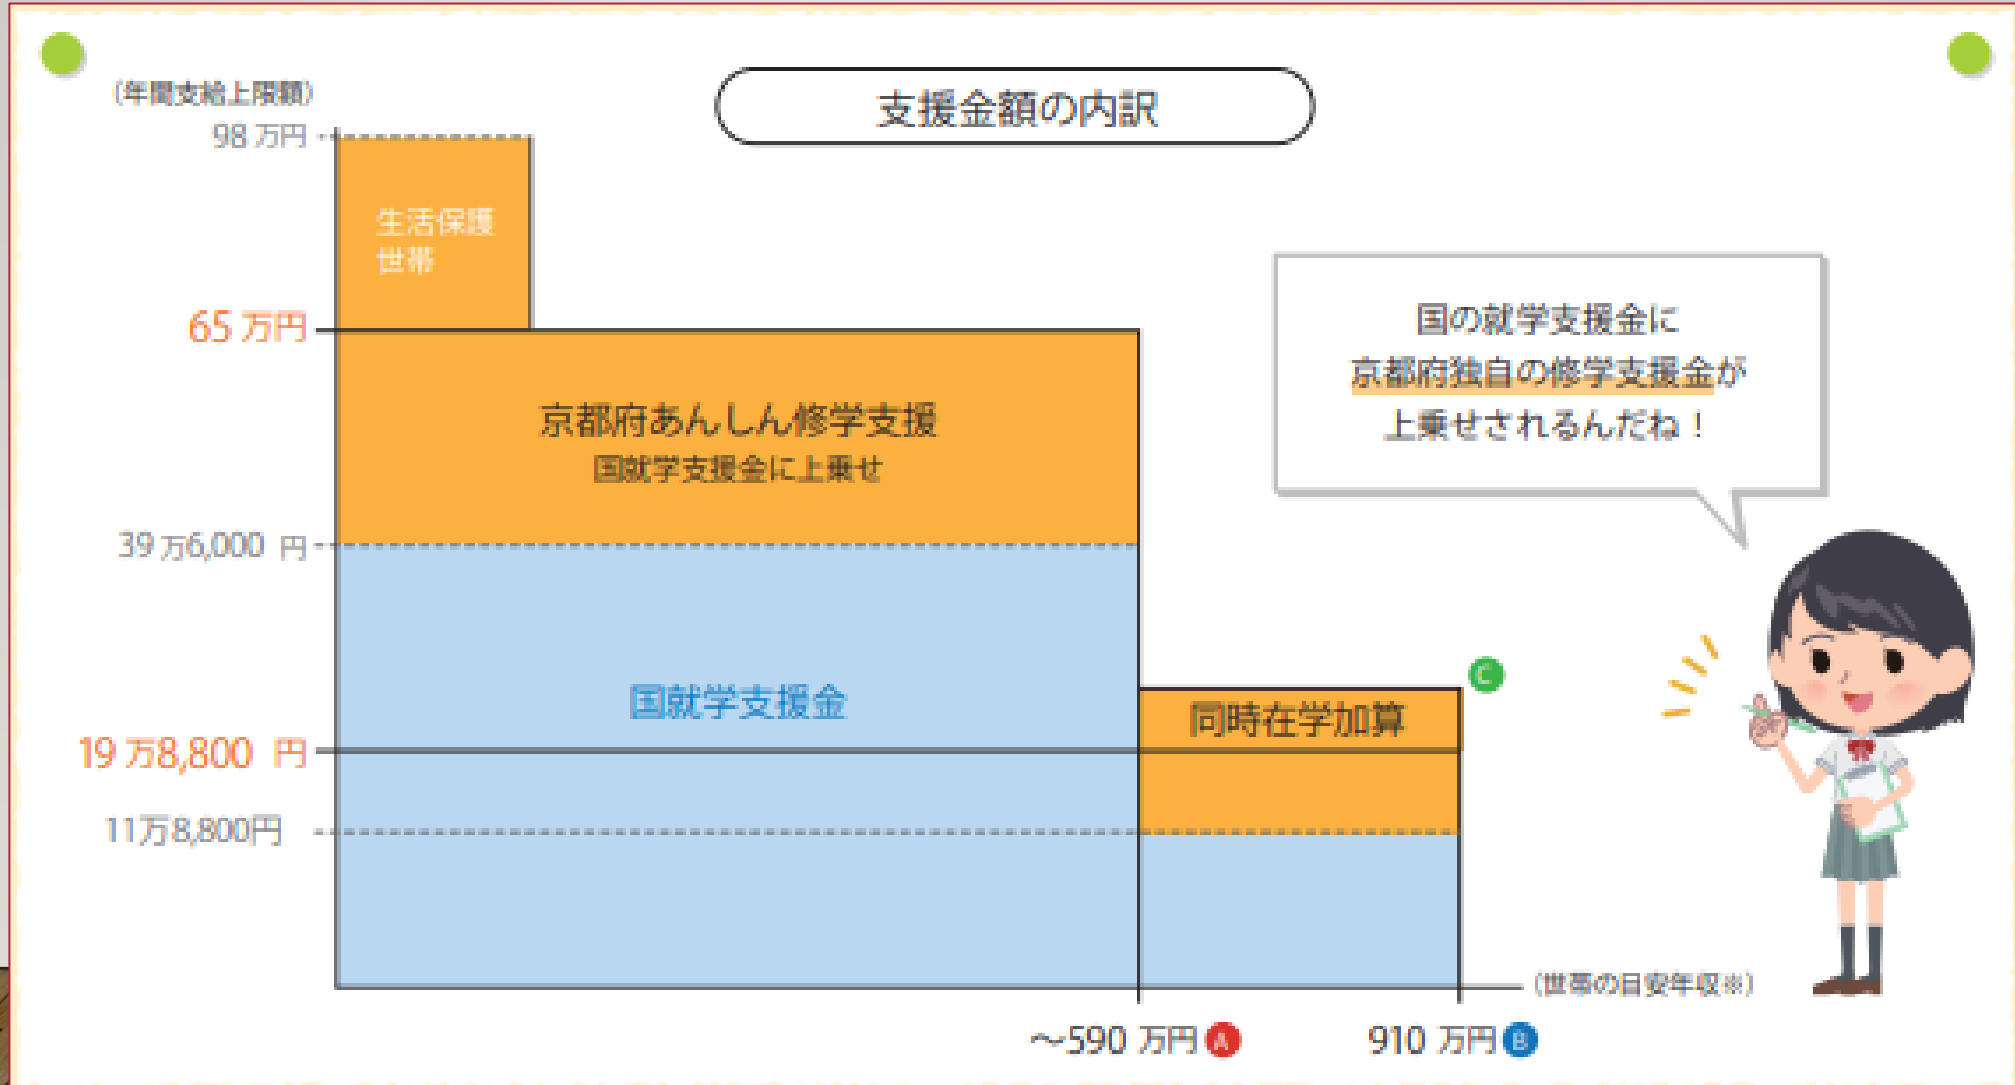 (年間支給上限額)
支援金額の内訳
98 万円
生活保護
世帯
65 万円
国の就学支援金に
京都府独自の修学支援金が
上乗せされるんだね！
京都府あんしん修学支援
国就学支援金に上乗せ
39 万6,000 円
国就学支援金
C
同時在学加算
19 万8,800 円
11万8,800円
(世帯の目安年収※)
〜590 万円 A
910 万円 B